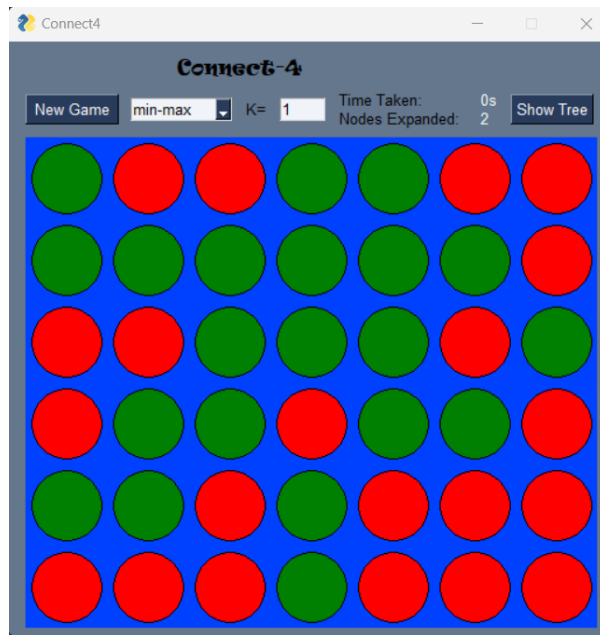 Connect4
Connect-4
New Game min-max K= 1 Time Taken: 0s Show Tree
Nodes Expanded: 2